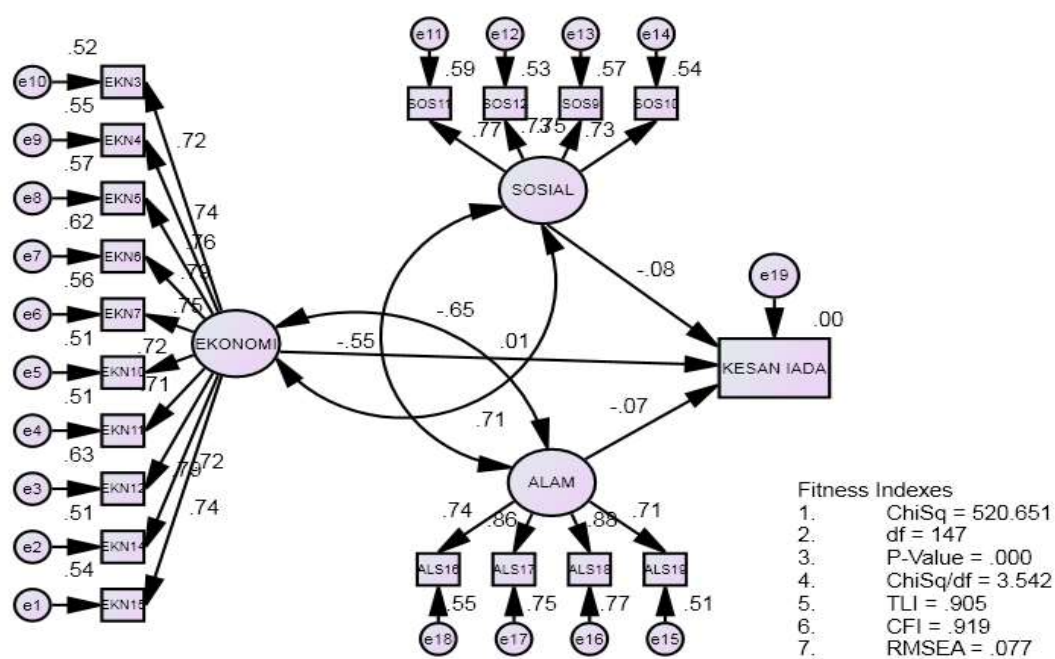 e11 e12 e13 e14
.59 .53 .57 .54
SOS11 SOS12 SOS9 SOS10
.77 .73 .75 .73
SOSIAL
.52
e10 EKN3
.55
e9 EKN4
.57
e8 EKN5
.62
e7 EKN6
.56
e6 EKN7
.51
e5 EKN10
.51
e4 EKN11
.63
e3 EKN12
.51
e2 EKN14
.54
e1 EKN15
.72
.74
.76
.79
.75
.72
.71
.79
.72
.74
EKONOMI
-.55
-.65
.01
.71
-.08
-.07
e19
.00
KESAN IADA
ALAM
.74 .86 .88 .71
ALS16 ALS17 ALS18 ALS19
.55 .75 .77 .51
e18 e17 e16 e15
Fitness Indexes
1. ChiSq = 520.651
2. df = 147
3. P-Value = .000
4. ChiSq/df = 3.542
5. TLI = .905
6. CFI = .919
7. RMSEA = .077